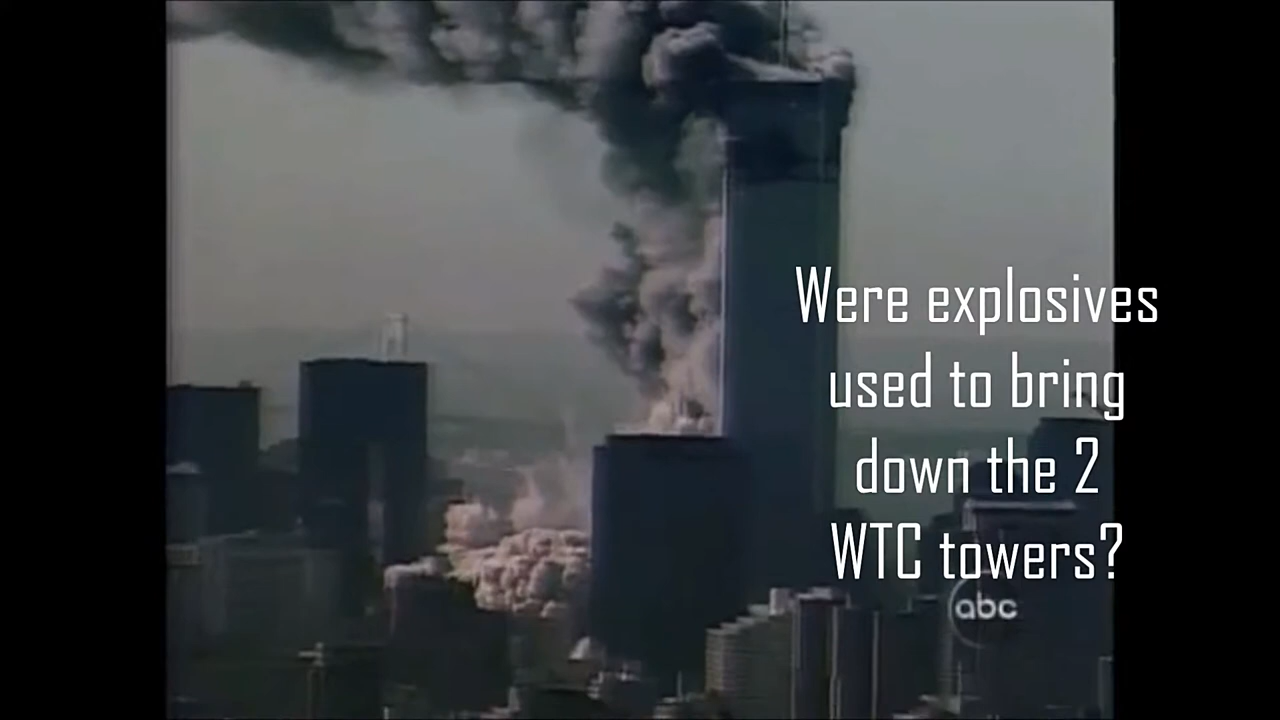 Were explosives
used to bring
down the 2
WTC towers?
abc